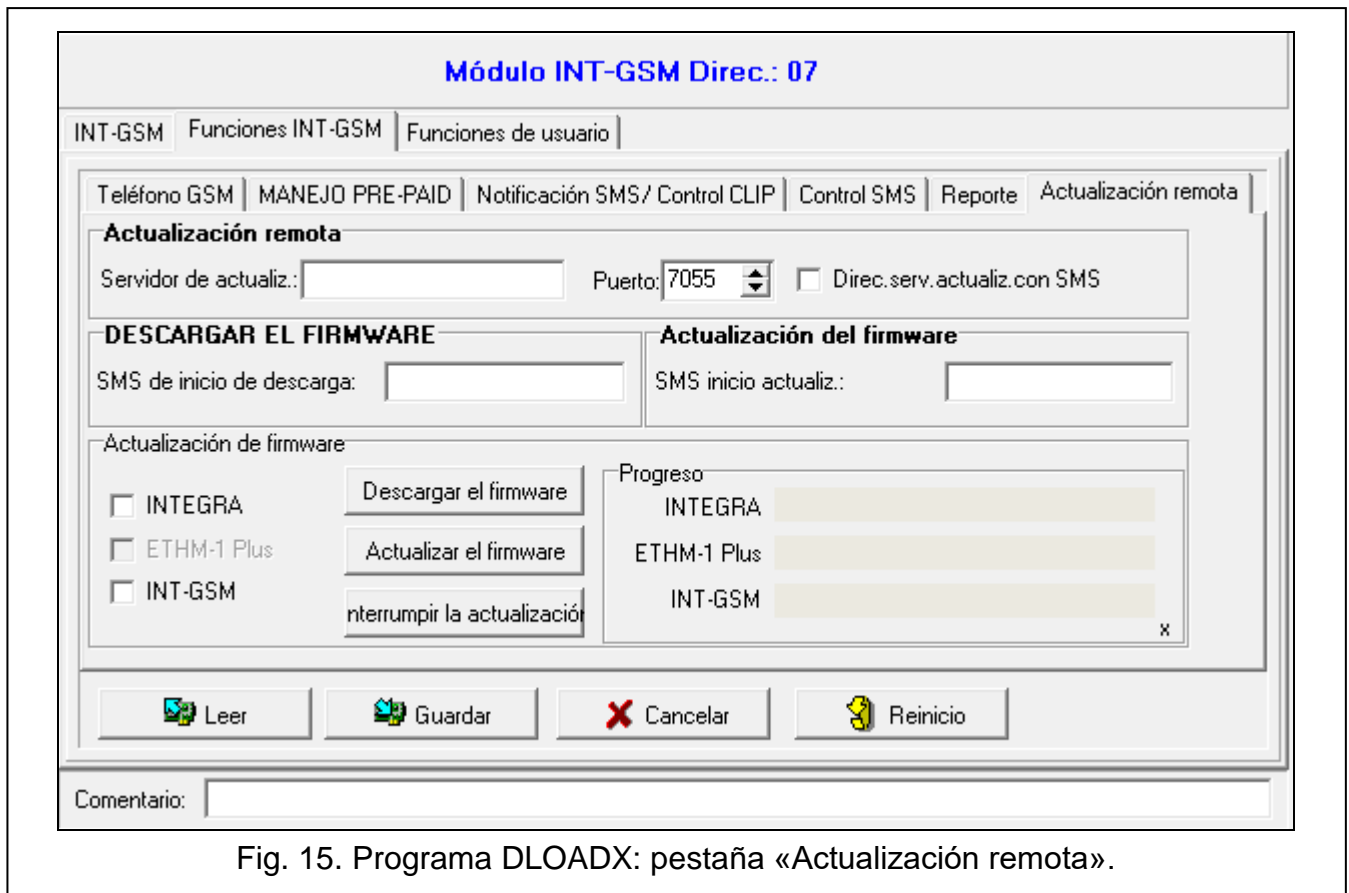 Módulo INT-GSM Direc.: 07
INT-GSM Funciones INT-GSM Funciones de usuario
Teléfono GSM MANEJO PRE-PAID Notificación SMS/ Control CLIP Control SMS Reporte Actualización remota
Actualización remota
Servidor de actualiz.: Puerto: 7055 Direc.serv.actualiz.con SMS
DESCARGAR EL FIRMWARE Actualización del firmware
SMS de inicio de descarga: SMS inicio actualiz.:
Actualización de firmware
Progreso
INTEGRA Descargar el firmware INTEGRA
ETHM-1 Plus Actualizar el firmware ETHM-1 Plus
INT-GSM nterrumpir la actualización INT-GSM
x
Leer Guardar Cancelar Reinicio
Comentario:
Fig. 15. Programa DLOADX: pestaña «Actualización remota».